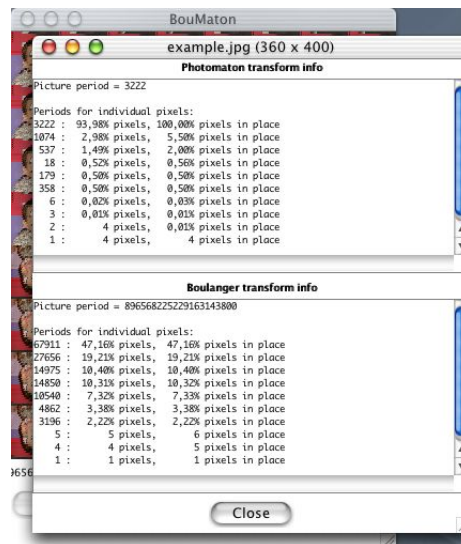 BouMaton
example.jpg (360 x 400)
Photomaton transform info
Picture period = 3222
Periods for individual pixels:
3222 : 93,98% pixels, 100,00% pixels in place
1074 : 2,98% pixels, 5,50% pixels in place
537 : 1,49% pixels, 2,00% pixels in place
18 : 0,52% pixels, 0,56% pixels in place
179 : 0,50% pixels, 0,50% pixels in place
358 : 0,50% pixels, 0,50% pixels in place
6 : 0,02% pixels, 0,03% pixels in place
3 : 0,01% pixels, 0,01% pixels in place
2 : 4 pixels, 0,01% pixels in place
1 : 4 pixels, 4 pixels in place
Boulanger transform info
Picture period = 896568225229163143800
Periods for individual pixels:
67911 : 47,16% pixels, 47,16% pixels in place
27656 : 19,21% pixels, 19,21% pixels in place
14975 : 10,40% pixels, 10,40% pixels in place
14850 : 10,31% pixels, 10,32% pixels in place
10540 : 7,32% pixels, 7,33% pixels in place
4862 : 3,38% pixels, 3,38% pixels in place
3196 : 2,22% pixels, 2,22% pixels in place
5 : 5 pixels, 6 pixels in place
4 : 4 pixels, 5 pixels in place
1 : 1 pixels, 1 pixels in place
Close